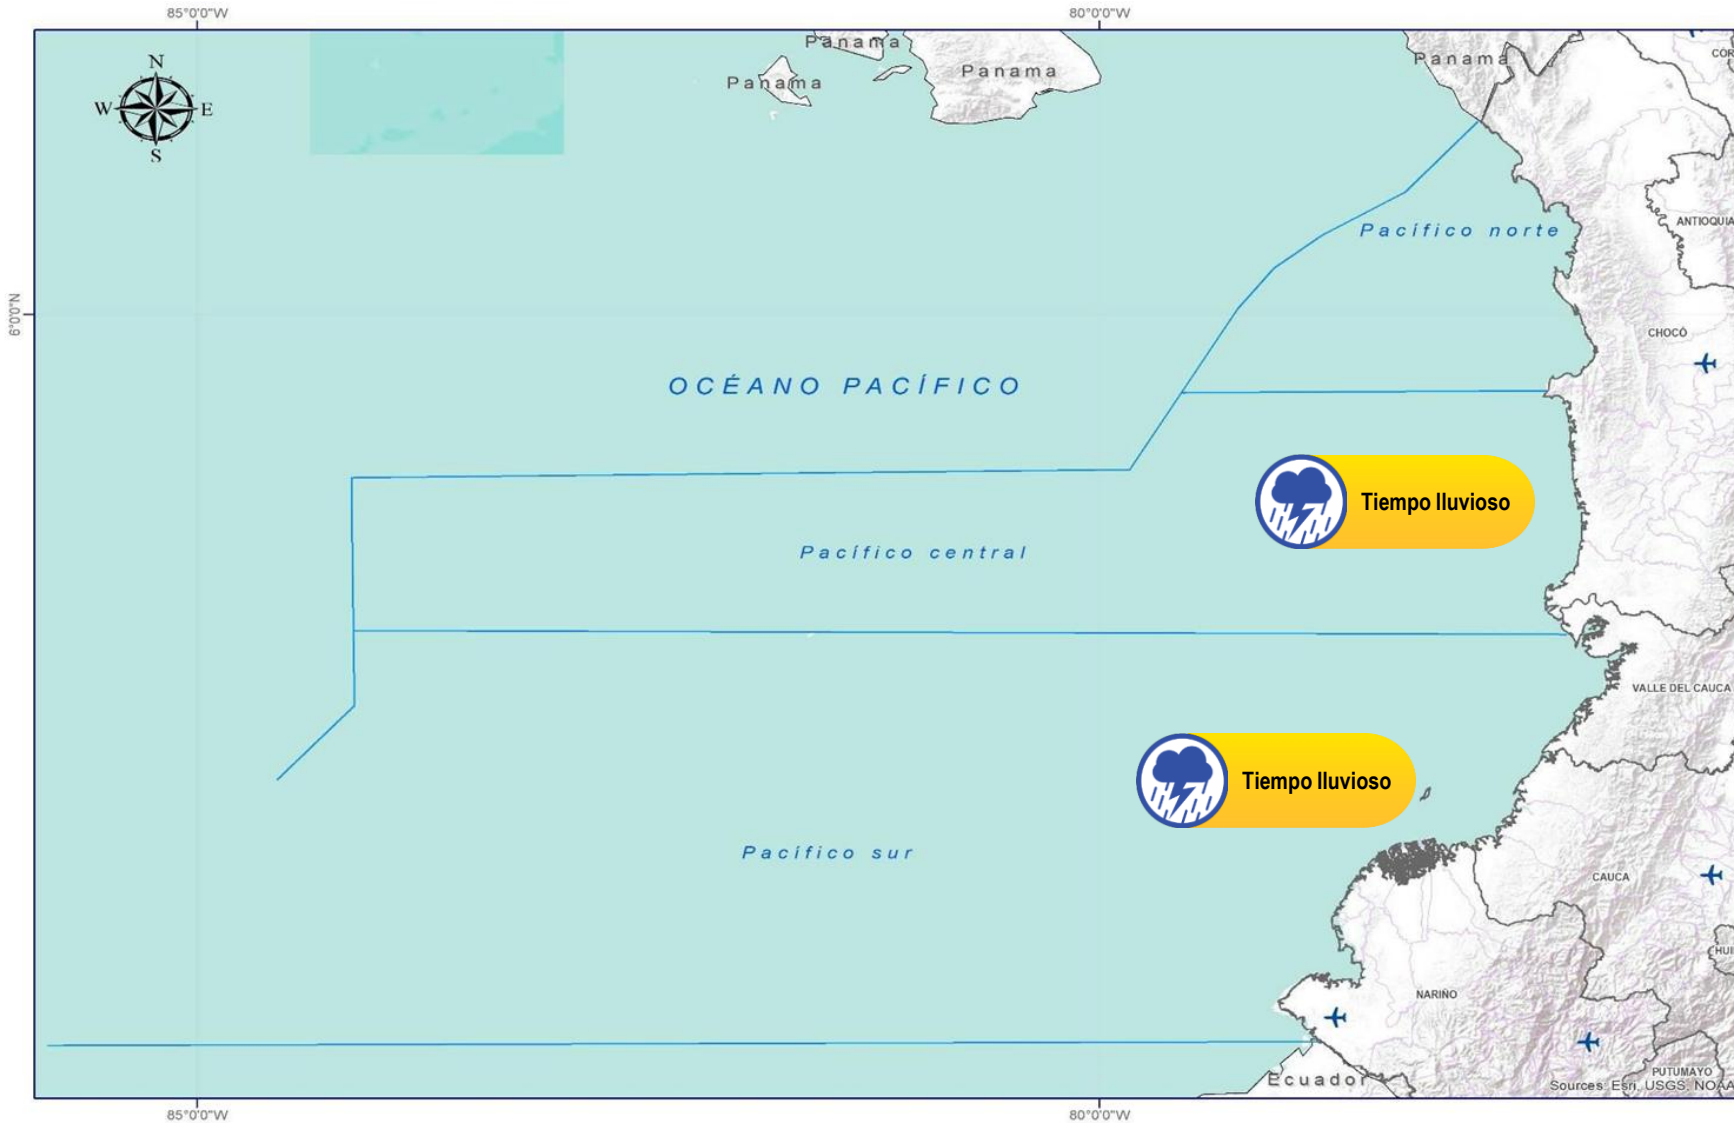 85°0'0"W
80°0'0"W
Panama
Panama
Panama
Panama
N
W
E
S
ANTIOQUIA
Pacífico norte
6°0'0"N
CHOCÓ
OCÉANO PACÍFICO
Tiempo lluvioso
Pacífico central
VALLE DEL CAUCA
Tiempo lluvioso
Pacífico sur
CAUCA
NARIÑO
PUTUMAYO
Ecuador
Sources: Esri, USGS, NOAA
85°0'0"W
80°0'0"W